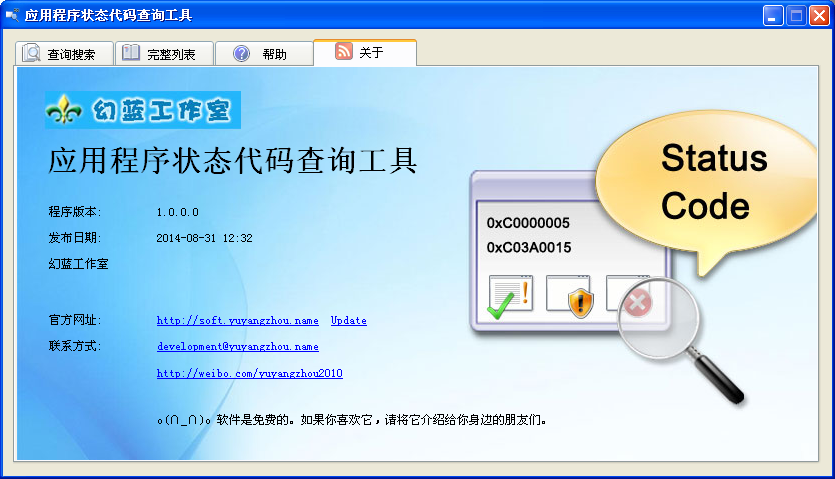 应用程序状态代码查询工具
查询搜索 完整列表 帮助 关于
幻蓝工作室
应用程序状态代码查询工具
程序版本: 1.0.0.0
发布日期: 2014-08-31 12:32
幻蓝工作室
官方网址: http://soft.yuyangzhou.name Update
联系方式: development@yuyangzhou.name
http://weibo.com/yuyangzhou2010
o(∩_∩)o 软件是免费的。如果你喜欢它，请将它介绍给你身边的朋友们。
Status
Code
0xC0000005
0xC03A0015